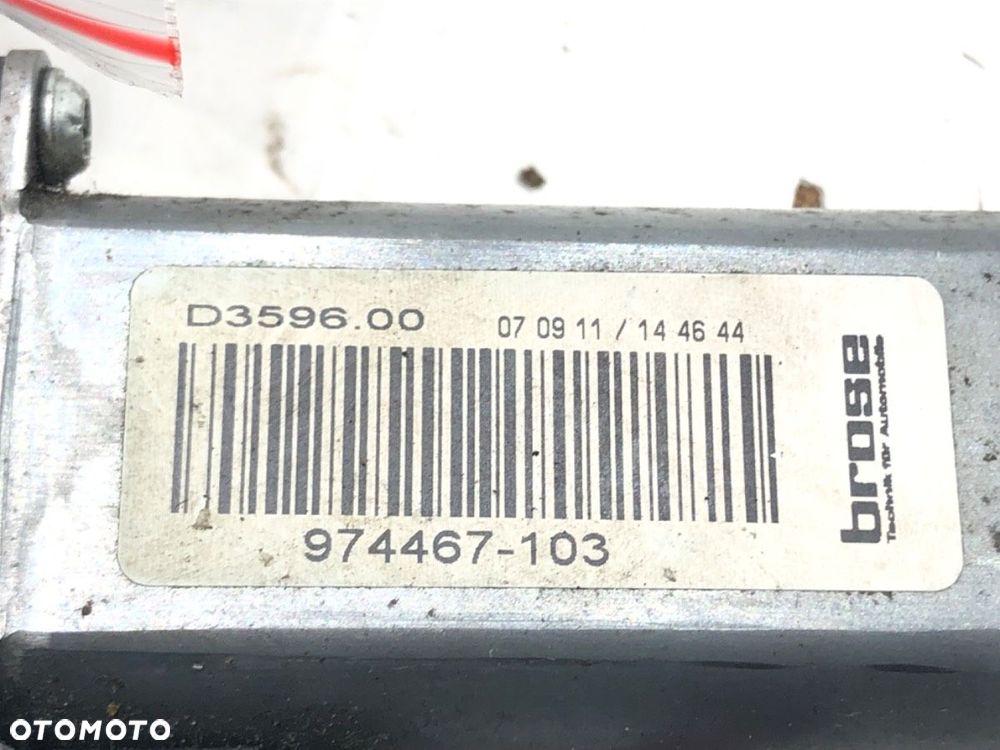 D3596.00
07 09 11 / 14 46 44
974467-103
brose
Technik für Automobile
OTOMOTO